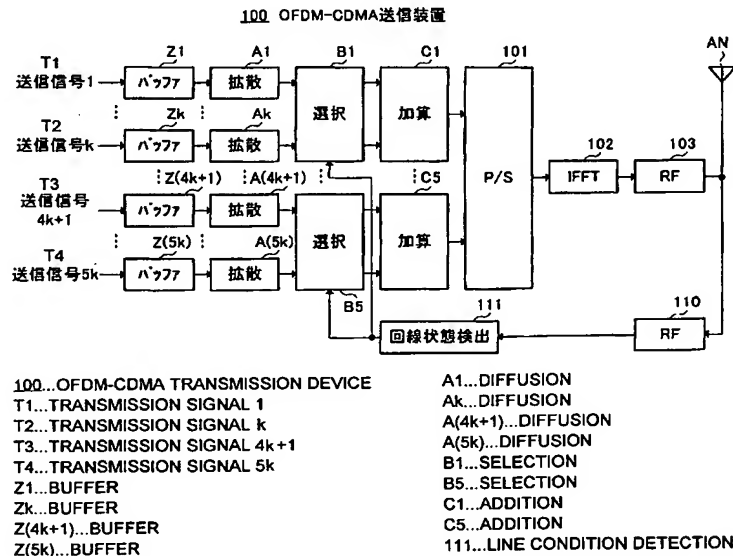 100 OFDM-CDMA送信装置
Z1 A1 B1 C1 101 AN
T1
送信信号1 バッファ 拡散 選択 加算 P/S
Zk Ak
T2
送信信号k バッファ 拡散
102 103
IFFT RF
Z(4k+1) A(4k+1) C5
T3
送信信号
4k+1 バッファ 拡散 選択 加算
Z(5k) A(5k)
T4
送信信号5k バッファ 拡散
B5 111 110
回線状態検出 RF
100...OFDM-CDMA TRANSMISSION DEVICE
T1...TRANSMISSION SIGNAL 1
T2...TRANSMISSION SIGNAL k
T3...TRANSMISSION SIGNAL 4k+1
T4...TRANSMISSION SIGNAL 5k
Z1...BUFFER
Zk...BUFFER
Z(4k+1)...BUFFER
Z(5k)...BUFFER
A1...DIFFUSION
Ak...DIFFUSION
A(4k+1)...DIFFUSION
A(5k)...DIFFUSION
B1...SELECTION
B5...SELECTION
C1...ADDITION
C5...ADDITION
111...LINE CONDITION DETECTION